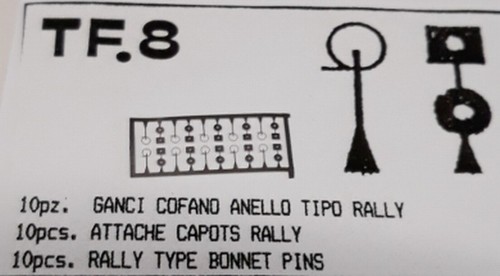 TF.8
10pz. GANCI COFANO ANELLO TIPO RALLY
10pcs. ATTACHE CAPOTS RALLY
10pcs. RALLY TYPE BONNET PINS